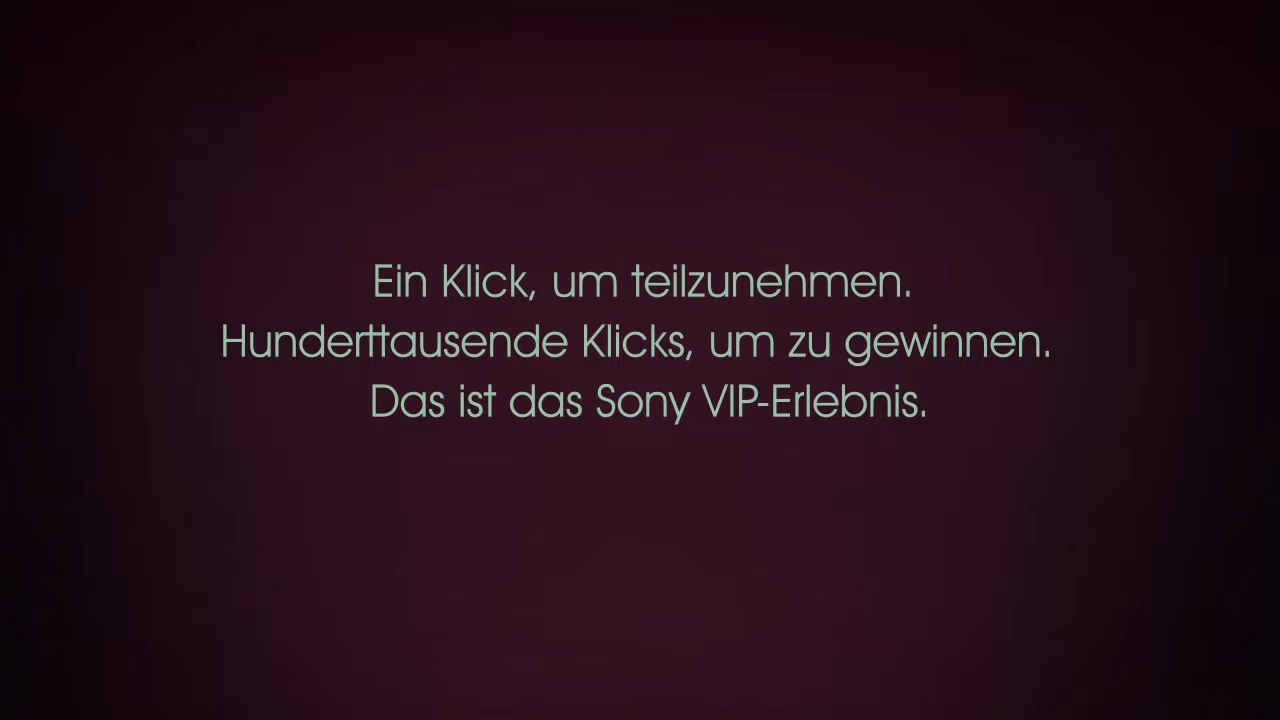 Ein Klick, um teilzunehmen.
Hunderttausende Klicks, um zu gewinnen.
Das ist das Sony VIP-Erlebnis.